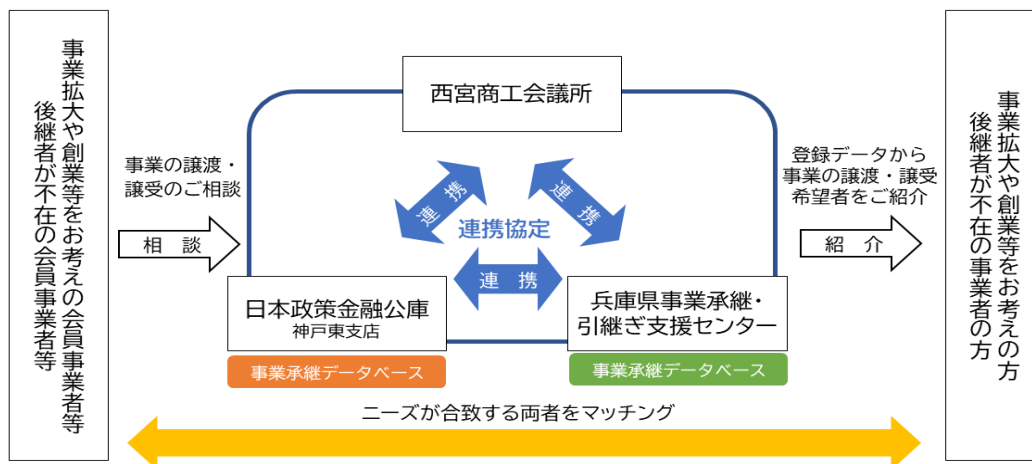 事業拡大や創業等をお考えの会員事業者等
後継者が不在の会員事業者等
事業の譲渡・
譲受のご相談
相　談
西宮商工会議所
連　携
連　携
連携協定
連　携
日本政策金融公庫
神戸東支店
事業承継データベース
兵庫県事業承継・
引継ぎ支援センター
事業承継データベース
登録データから
事業の譲渡・譲受
希望者をご紹介
紹　介
事業拡大や創業等をお考えの方
後継者が不在の事業者の方
ニーズが合致する両者をマッチング